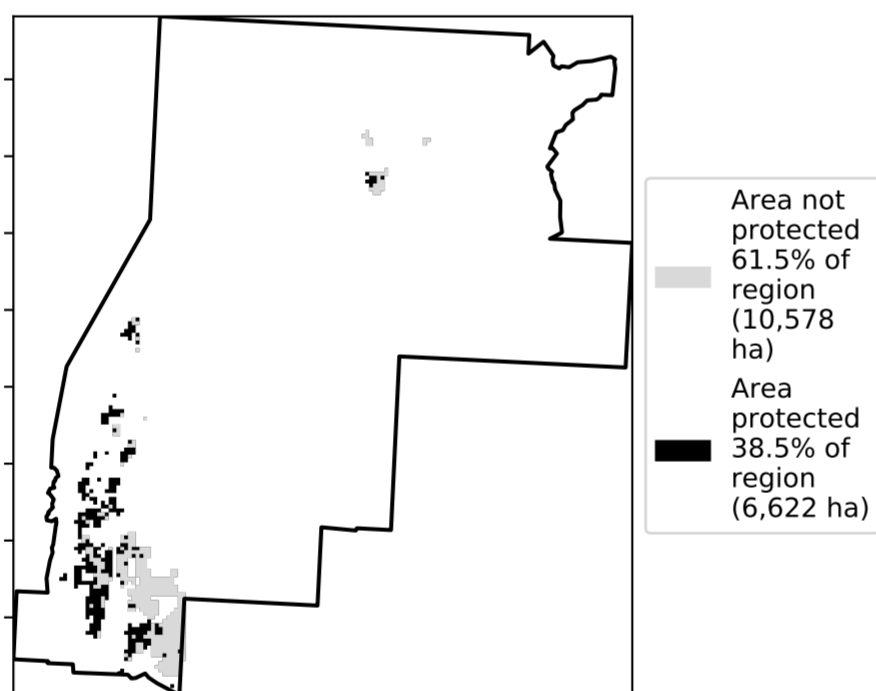 Area not
protected
61.5% of
region
(10,578
ha)
Area
protected
38.5% of
region
(6,622 ha)